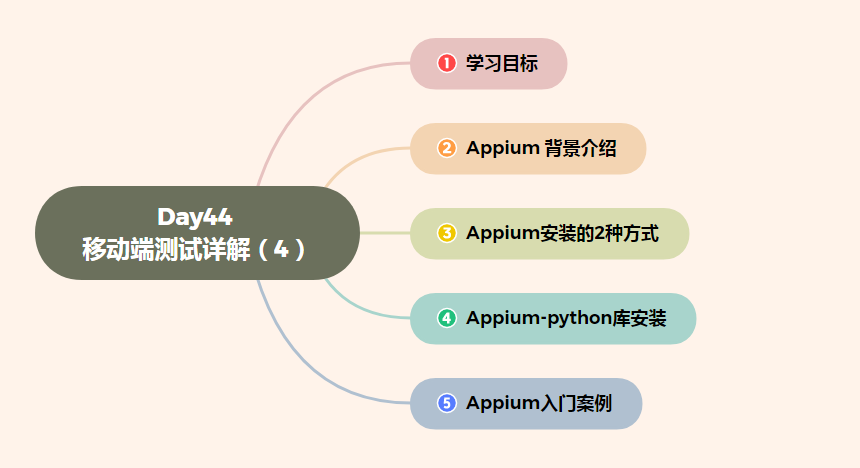 Day44
移动端测试详解（4）
1 学习目标
2 Appium 背景介绍
3 Appium安装的2种方式
4 Appium-python库安装
5 Appium入门案例